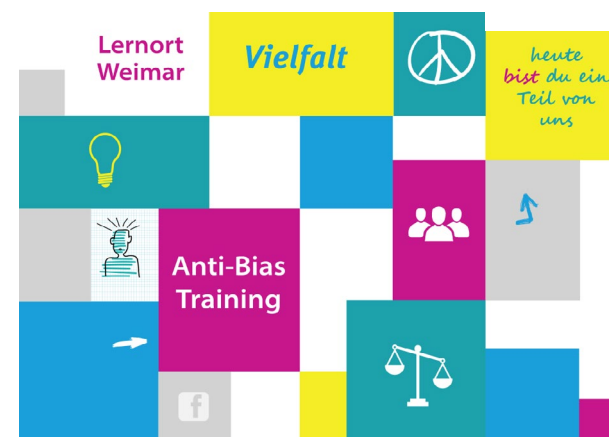 Lernort
Weimar
Vielfalt
heute
bist du ein
Teil von
uns
Anti-Bias
Training